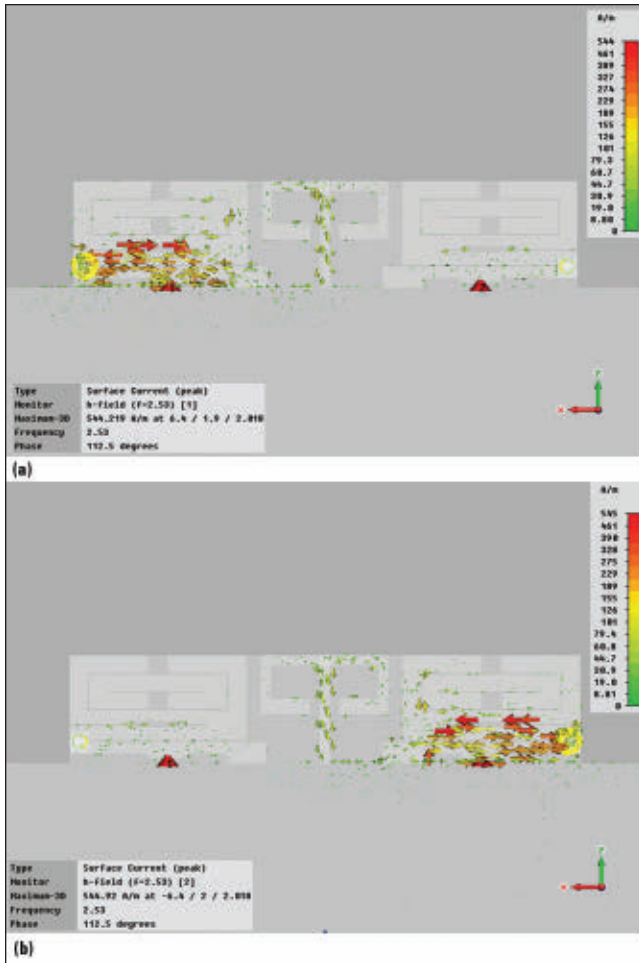 A/m
544
461
389
327
274
229
189
155
126
101
79.3
60.7
44.7
30.9
19.0
8.80
0
Type Surface Current (peak)
Monitor h-field (f=2.53) [1]
Maximum-3D 544.219 A/m at 6.4 / 1.9 / 2.018
Frequency 2.53
Phase 112.5 degrees
(a)
A/m
545
461
390
328
275
229
189
155
126
101
79.4
60.8
44.7
30.9
19.0
8.81
0
Type Surface Current (peak)
Monitor h-field (f=2.53) [2]
Maximum-3D 544.92 A/m at -6.4 / 2 / 2.018
Frequency 2.53
Phase 112.5 degrees
(b)